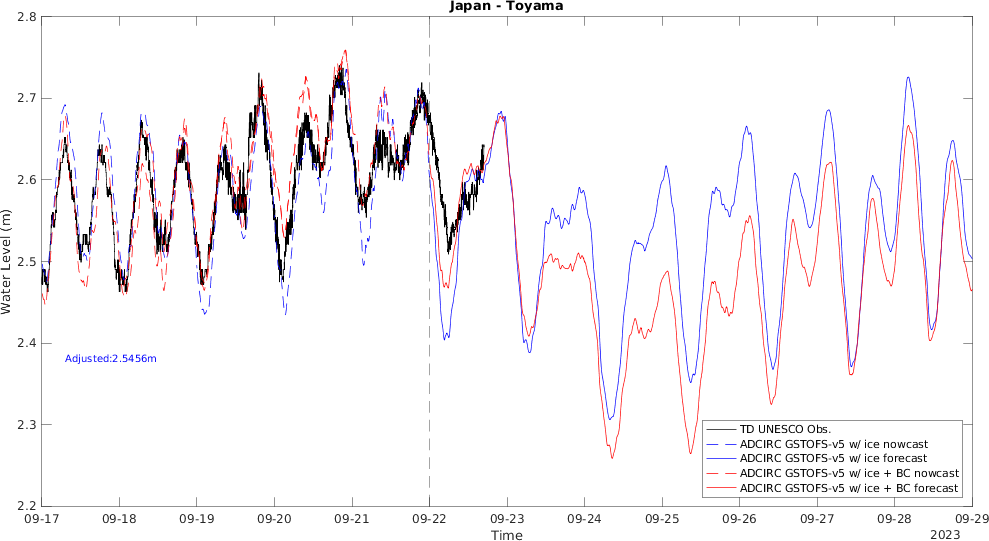 Japan - Toyama
Water Level (m)
2.8
2.7
2.6
2.5
2.4
2.3
2.2
Adjusted:2.5456m
TD UNESCO Obs.
ADCIRC GSTOFS-v5 w/ ice nowcast
ADCIRC GSTOFS-v5 w/ ice forecast
ADCIRC GSTOFS-v5 w/ ice + BC nowcast
ADCIRC GSTOFS-v5 w/ ice + BC forecast
09-17 09-18 09-19 09-20 09-21 09-22 09-23 09-24 09-25 09-26 09-27 09-28 09-29
Time
2023